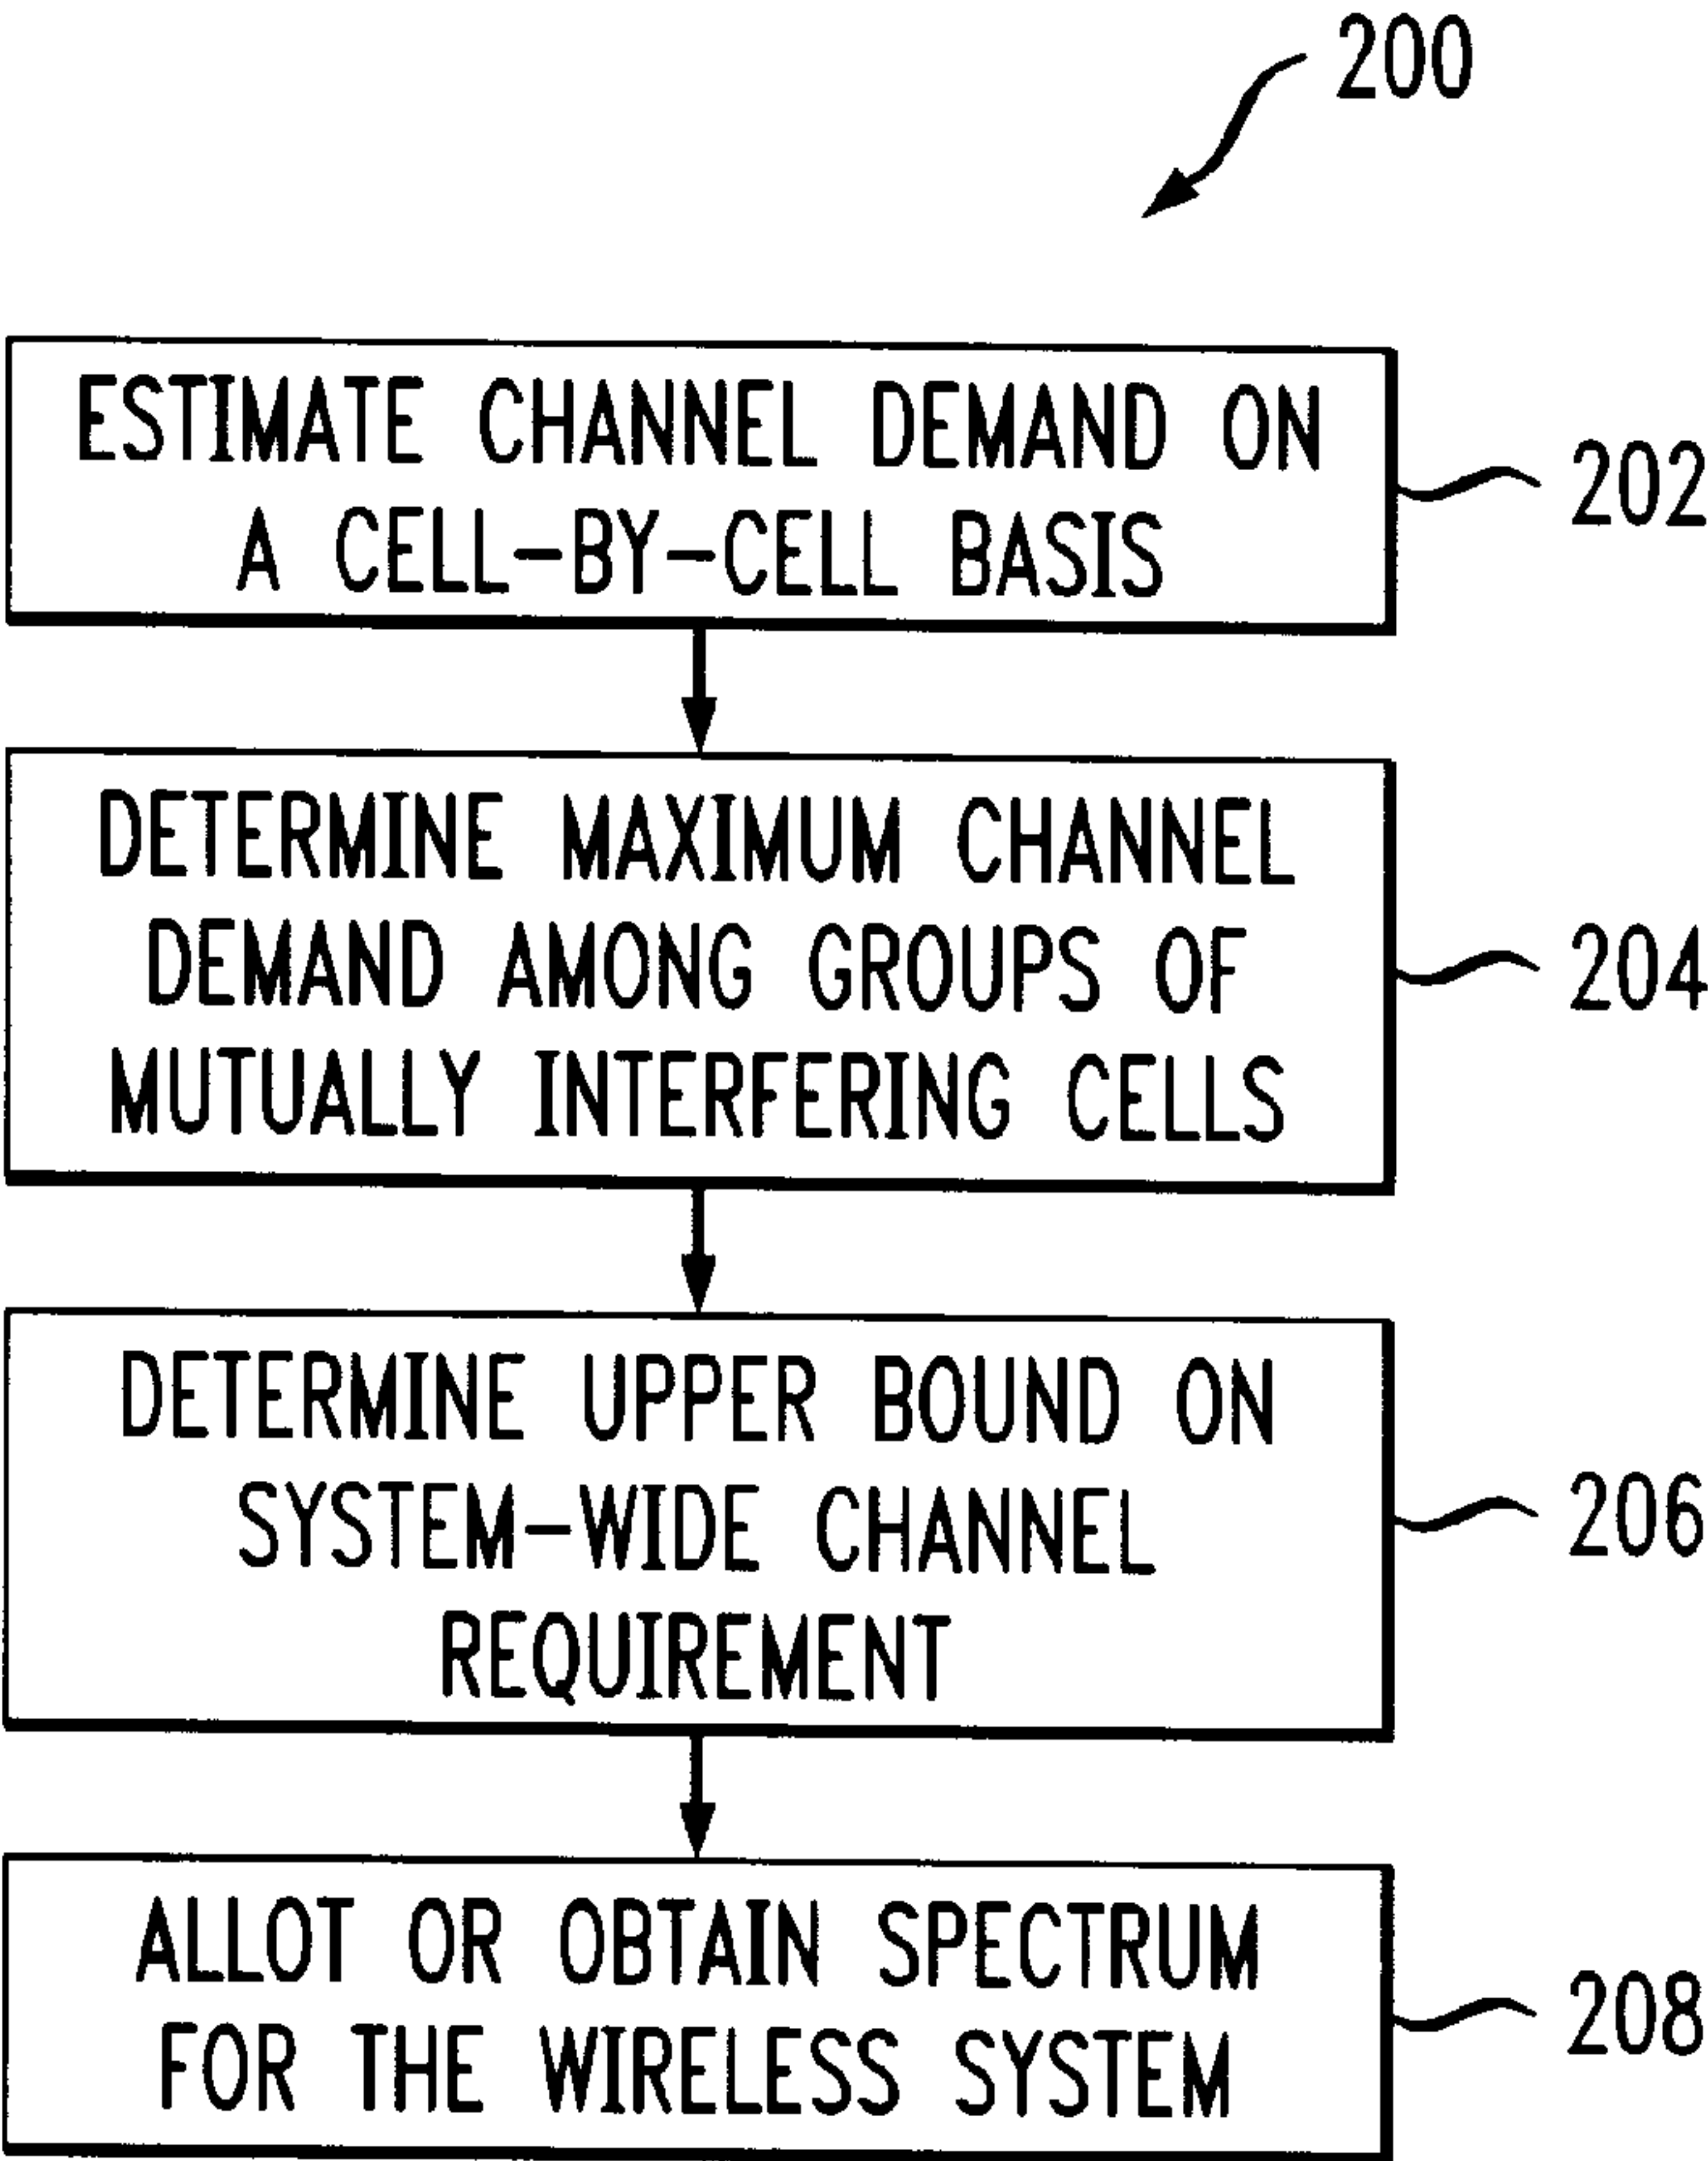 200
ESTIMATE CHANNEL DEMAND ON
A CELL-BY-CELL BASIS
202
DETERMINE MAXIMUM CHANNEL
DEMAND AMONG GROUPS OF
MUTUALLY INTERFERING CELLS
204
DETERMINE UPPER BOUND ON
SYSTEM-WIDE CHANNEL
REQUIREMENT
206
ALLOT OR OBTAIN SPECTRUM
FOR THE WIRELESS SYSTEM
208